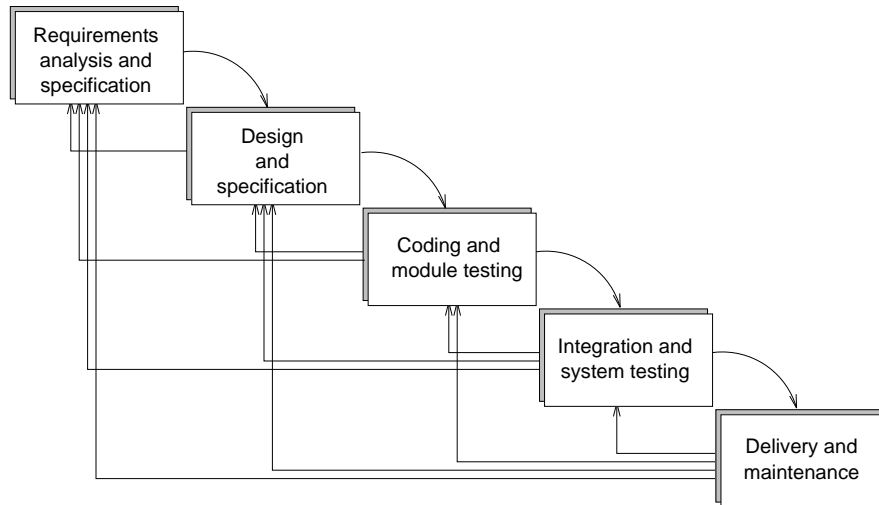 Requirements
analysis and
specification
Design
and
specification
Coding and
module testing
Integration and
system testing
Delivery and
maintenance